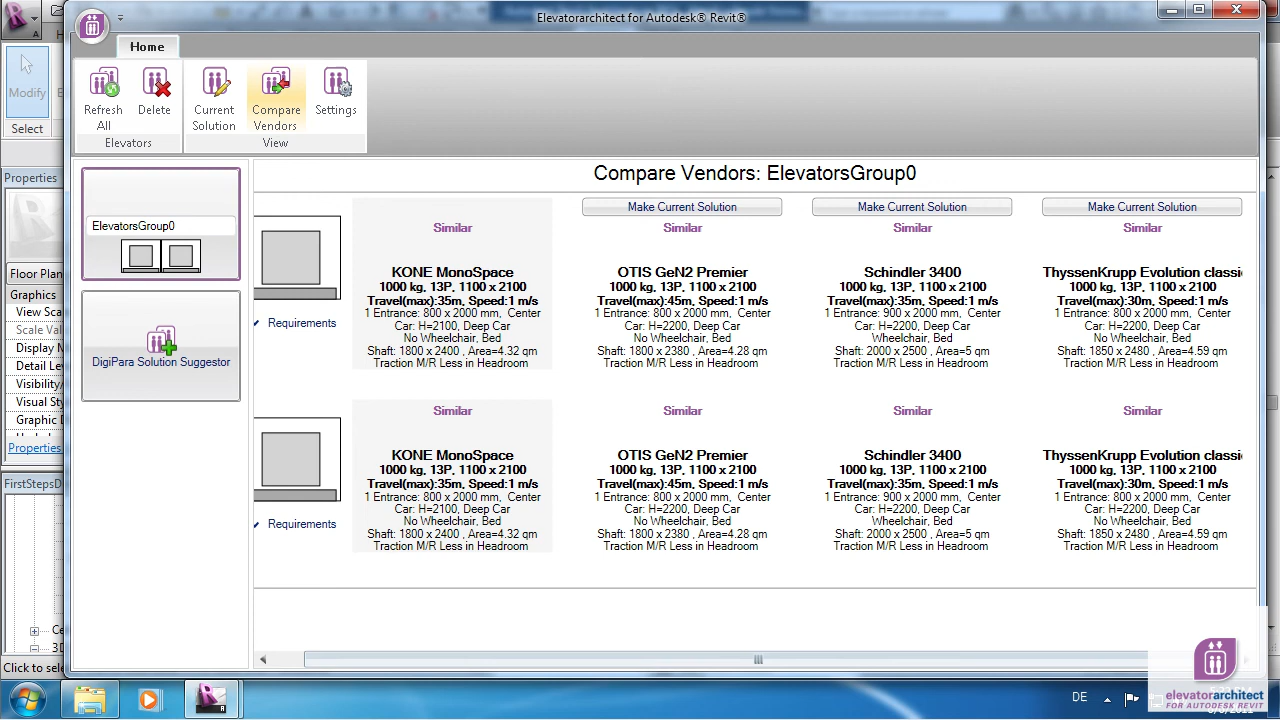 Elevatorarchitect for Autodesk® Revit®
Home
Refresh All
Delete
Current Solution
Compare Vendors
Settings
Elevators
View
Modify
Select
Properties
Floor Plan
Graphics
View Sca
Scale Val
Display N
Detail Lev
Visibility/
Visual Sty
Graphic D
Properties
FirstStepsD
3D
Click to sele
ElevatorsGroup0
DigiPara Solution Suggestor
Compare Vendors: ElevatorsGroup0
Make Current Solution
Make Current Solution
Make Current Solution
Requirements
Similar
KONE MonoSpace
1000 kg, 13P, 1100 x 2100
Travel(max):35m, Speed:1 m/s
1 Entrance: 800 x 2000 mm, Center
Car: H=2100, Deep Car
No Wheelchair, Bed
Shaft: 1800 x 2400 , Area=4.32 qm
Traction M/R Less in Headroom
Similar
OTIS GeN2 Premier
1000 kg, 13P, 1100 x 2100
Travel(max):45m, Speed:1 m/s
1 Entrance: 800 x 2000 mm, Center
Car: H=2200, Deep Car
No Wheelchair, Bed
Shaft: 1800 x 2380 , Area=4.28 qm
Traction M/R Less in Headroom
Similar
Schindler 3400
1000 kg, 13P, 1100 x 2100
Travel(max):35m, Speed:1 m/s
1 Entrance: 900 x 2000 mm, Center
Car: H=2200, Deep Car
Wheelchair, Bed
Shaft: 2000 x 2500 , Area=5 qm
Traction M/R Less in Headroom
Similar
ThyssenKrupp Evolution classi
1000 kg, 13P, 1100 x 2100
Travel(max):30m, Speed:1 m/s
1 Entrance: 800 x 2000 mm, Center
Car: H=2200, Deep Car
No Wheelchair, Bed
Shaft: 1850 x 2480 , Area=4.59 qm
Traction M/R Less in Headroom
Requirements
Similar
KONE MonoSpace
1000 kg, 13P, 1100 x 2100
Travel(max):35m, Speed:1 m/s
1 Entrance: 800 x 2000 mm, Center
Car: H=2100, Deep Car
No Wheelchair, Bed
Shaft: 1800 x 2400 , Area=4.32 qm
Traction M/R Less in Headroom
Similar
OTIS GeN2 Premier
1000 kg, 13P, 1100 x 2100
Travel(max):45m, Speed:1 m/s
1 Entrance: 800 x 2000 mm, Center
Car: H=2200, Deep Car
No Wheelchair, Bed
Shaft: 1800 x 2380 , Area=4.28 qm
Traction M/R Less in Headroom
Similar
Schindler 3400
1000 kg, 13P, 1100 x 2100
Travel(max):35m, Speed:1 m/s
1 Entrance: 900 x 2000 mm, Center
Car: H=2200, Deep Car
Wheelchair, Bed
Shaft: 2000 x 2500 , Area=5 qm
Traction M/R Less in Headroom
Similar
ThyssenKrupp Evolution classi
1000 kg, 13P, 1100 x 2100
Travel(max):30m, Speed:1 m/s
1 Entrance: 800 x 2000 mm, Center
Car: H=2200, Deep Car
No Wheelchair, Bed
Shaft: 1850 x 2480 , Area=4.59 qm
Traction M/R Less in Headroom
DE
elevatorarchitect
FOR AUTODESK REVIT